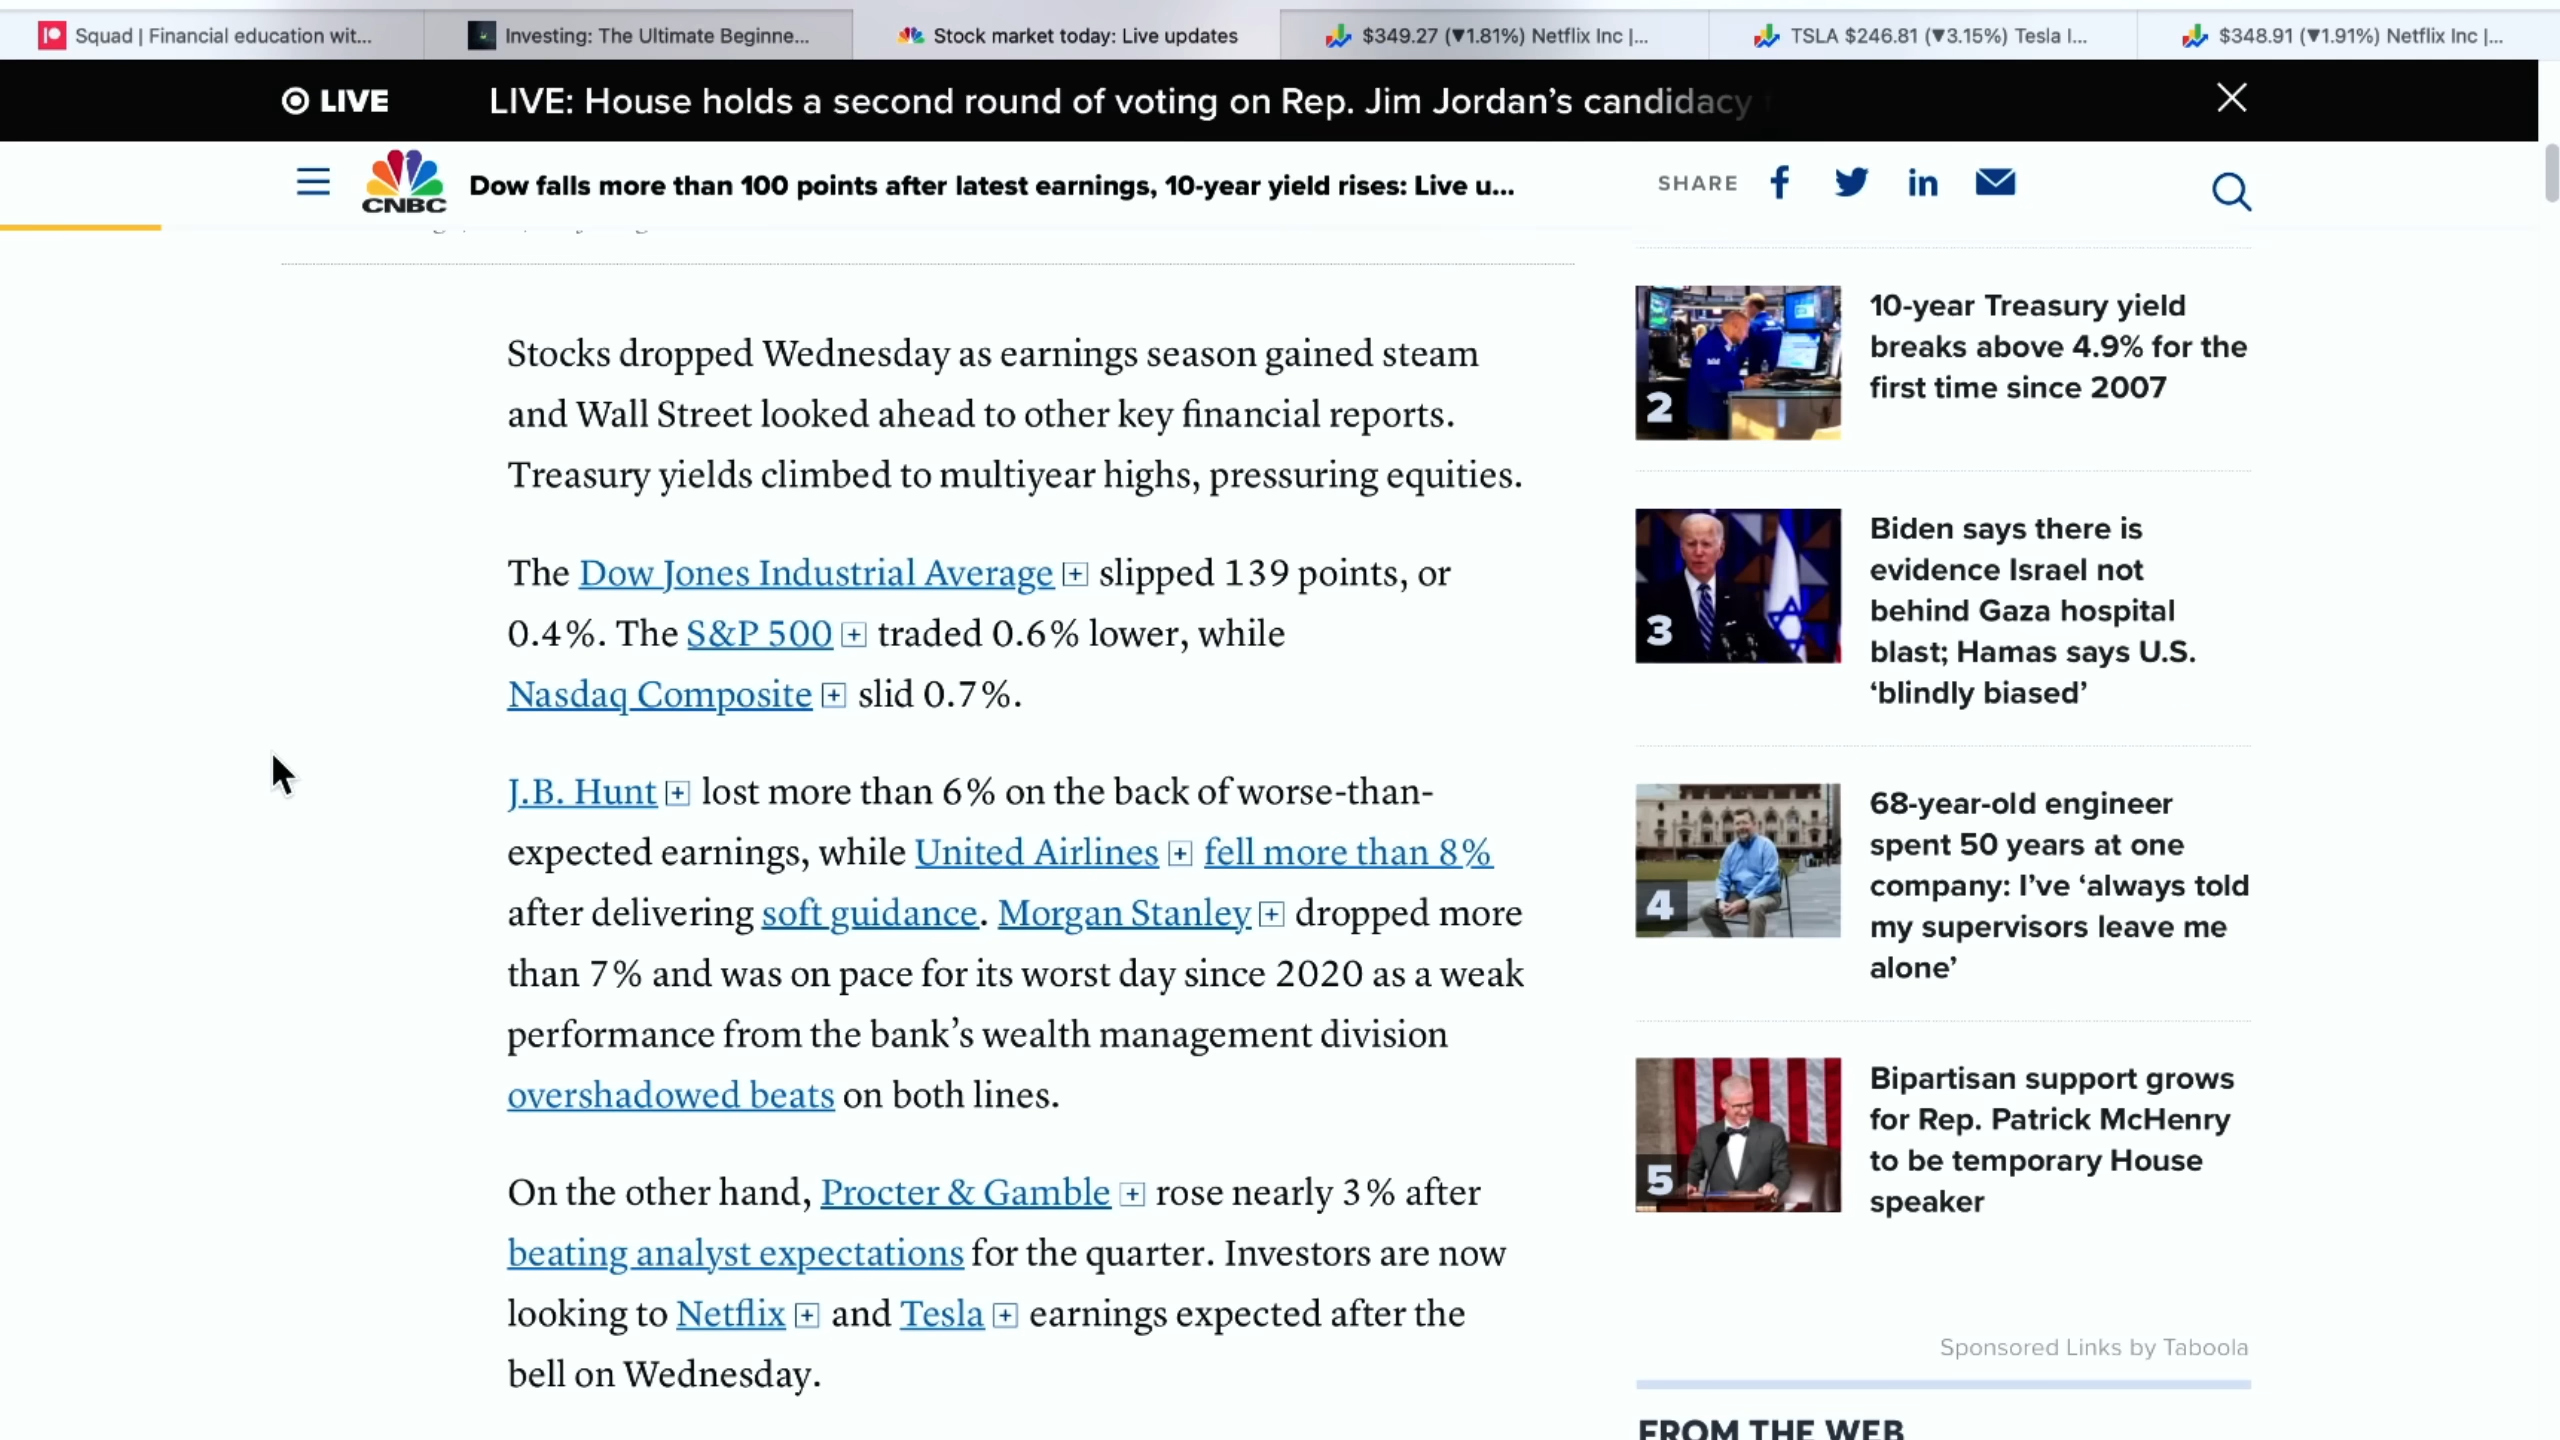 Squad | Financial education wit...
Investing: The Ultimate Beginne...
Stock market today: Live updates
$349.27 (▼1.81%) Netflix Inc |...
TSLA $246.81 (▼3.15%) Tesla I...
$348.91 (▼1.91%) Netflix Inc |...
LIVE
LIVE: House holds a second round of voting on Rep. Jim Jordan’s candidacy
CNBC
Dow falls more than 100 points after latest earnings, 10-year yield rises: Live u...
SHARE
Stocks dropped Wednesday as earnings season gained steam
and Wall Street looked ahead to other key financial reports.
Treasury yields climbed to multiyear highs, pressuring equities.
The Dow Jones Industrial Average slipped 139 points, or
0.4%. The S&P 500 traded 0.6% lower, while
Nasdaq Composite slid 0.7%.
J.B. Hunt lost more than 6% on the back of worse-than-
expected earnings, while United Airlines fell more than 8%
after delivering soft guidance. Morgan Stanley dropped more
than 7% and was on pace for its worst day since 2020 as a weak
performance from the bank’s wealth management division
overshadowed beats on both lines.
On the other hand, Procter & Gamble rose nearly 3% after
beating analyst expectations for the quarter. Investors are now
looking to Netflix and Tesla earnings expected after the
bell on Wednesday.
2
10-year Treasury yield
breaks above 4.9% for the
first time since 2007
3
Biden says there is
evidence Israel not
behind Gaza hospital
blast; Hamas says U.S.
‘blindly biased’
4
68-year-old engineer
spent 50 years at one
company: I’ve ‘always told
my supervisors leave me
alone’
5
Bipartisan support grows
for Rep. Patrick McHenry
to be temporary House
speaker
Sponsored Links by Taboola
FROM THE WEB